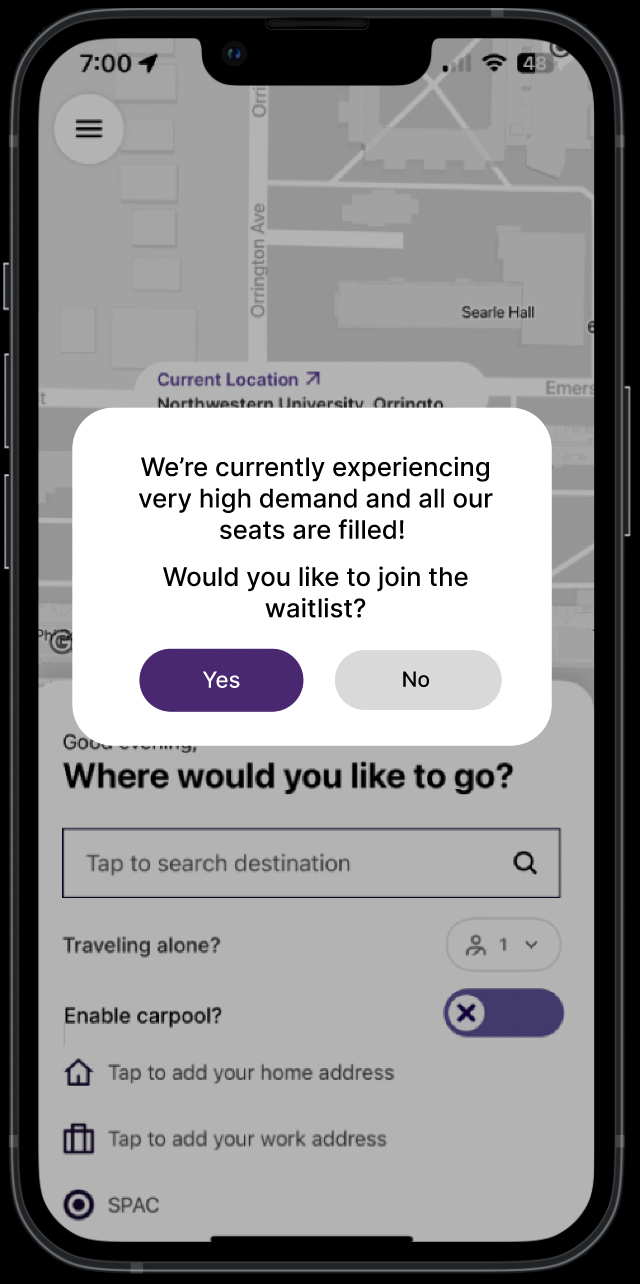 7:00
48
Orri
Orrington Ave
Searle Hall
6
Current Location
Emers
t
Northwestern University, Orringto
We’re currently experiencing
very high demand and all our
seats are filled!
Would you like to join the
waitlist?
Yes
No
Good evening,
Where would you like to go?
Tap to search destination
Traveling alone?
1
Enable carpool?
Tap to add your home address
Tap to add your work address
SPAC